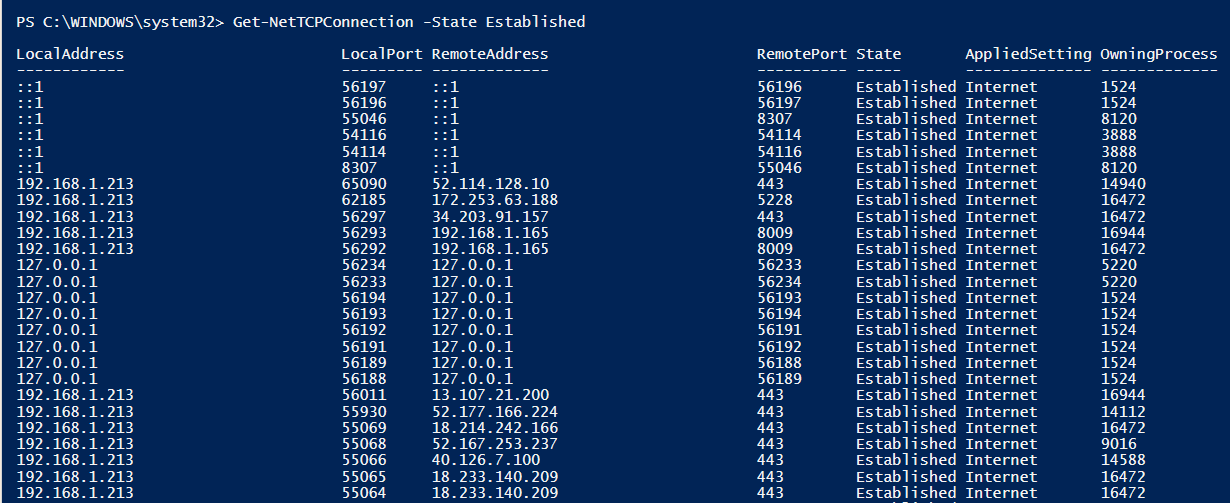 PS C:\WINDOWS\system32> Get-NetTCPConnection -State Established
LocalAddress LocalPort RemoteAddress RemotePort State AppliedSetting OwningProcess
------------ --------- ------------- ---------- ----- -------------- -------------
::1 56197 ::1 56196 Established Internet 1524
::1 56196 ::1 56197 Established Internet 1524
::1 55046 ::1 8307 Established Internet 8120
::1 54116 ::1 54114 Established Internet 3888
::1 54114 ::1 54116 Established Internet 3888
::1 8307 ::1 55046 Established Internet 8120
192.168.1.213 65090 52.114.128.10 443 Established Internet 14940
192.168.1.213 62185 172.253.63.188 5228 Established Internet 16472
192.168.1.213 56297 34.203.91.157 443 Established Internet 16472
192.168.1.213 56293 192.168.1.165 8009 Established Internet 16944
192.168.1.213 56292 192.168.1.165 8009 Established Internet 16472
127.0.0.1 56234 127.0.0.1 56233 Established Internet 5220
127.0.0.1 56233 127.0.0.1 56234 Established Internet 5220
127.0.0.1 56194 127.0.0.1 56193 Established Internet 1524
127.0.0.1 56193 127.0.0.1 56194 Established Internet 1524
127.0.0.1 56192 127.0.0.1 56191 Established Internet 1524
127.0.0.1 56191 127.0.0.1 56192 Established Internet 1524
127.0.0.1 56189 127.0.0.1 56188 Established Internet 1524
127.0.0.1 56188 127.0.0.1 56189 Established Internet 1524
192.168.1.213 56011 13.107.21.200 443 Established Internet 16944
192.168.1.213 55930 52.177.166.224 443 Established Internet 14112
192.168.1.213 55069 18.214.242.166 443 Established Internet 16472
192.168.1.213 55068 52.167.253.237 443 Established Internet 9016
192.168.1.213 55066 40.126.7.100 443 Established Internet 14588
192.168.1.213 55065 18.233.140.209 443 Established Internet 16472
192.168.1.213 55064 18.233.140.209 443 Established Internet 16472